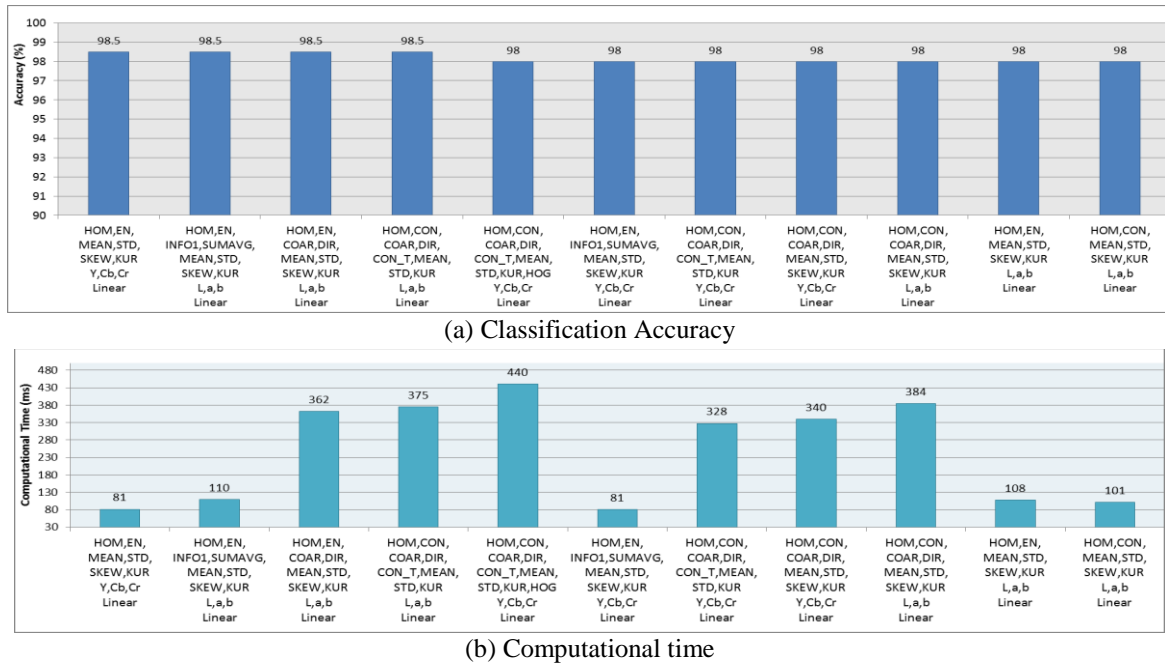 Accuracy (%)
100
99
98
97
96
95
94
93
92
91
90
98.5
98.5
98.5
98.5
98
98
98
98
98
98
98
HOM,EN,
MEAN,STD,
SKEW,KUR
Y,Cb,Cr
Linear
HOM,EN,
INFO1,SUMAVG,
MEAN,STD,
SKEW,KUR
L,a,b
Linear
HOM,EN,
COAR,DIR,
MEAN,STD,
SKEW,KUR
L,a,b
Linear
HOM,CON,
COAR,DIR,
CON_T,MEAN,
STD,KUR
L,a,b
Linear
HOM,CON,
COAR,DIR,
CON_T,MEAN,
STD,KUR,HOG
Y,Cb,Cr
Linear
HOM,EN,
INFO1,SUMAVG,
MEAN,STD,
SKEW,KUR
Y,Cb,Cr
Linear
HOM,CON,
COAR,DIR,
CON_T,MEAN,
STD,KUR
Y,Cb,Cr
Linear
HOM,CON,
COAR,DIR,
MEAN,STD,
SKEW,KUR
Y,Cb,Cr
Linear
HOM,CON,
COAR,DIR,
MEAN,STD,
SKEW,KUR
L,a,b
Linear
HOM,EN,
MEAN,STD,
SKEW,KUR
L,a,b
Linear
HOM,CON,
MEAN,STD,
SKEW,KUR
L,a,b
Linear
(a) Classification Accuracy
Computational Time (ms)
480
430
380
330
280
230
180
130
80
30
81
110
362
375
440
81
328
340
384
108
101
HOM,EN,
MEAN,STD,
SKEW,KUR
Y,Cb,Cr
Linear
HOM,EN,
INFO1,SUMAVG,
MEAN,STD,
SKEW,KUR
L,a,b
Linear
HOM,EN,
COAR,DIR,
MEAN,STD,
SKEW,KUR
L,a,b
Linear
HOM,CON,
COAR,DIR,
CON_T,MEAN,
STD,KUR
L,a,b
Linear
HOM,CON,
COAR,DIR,
CON_T,MEAN,
STD,KUR,HOG
Y,Cb,Cr
Linear
HOM,EN,
INFO1,SUMAVG,
MEAN,STD,
SKEW,KUR
Y,Cb,Cr
Linear
HOM,CON,
COAR,DIR,
CON_T,MEAN,
STD,KUR
Y,Cb,Cr
Linear
HOM,CON,
COAR,DIR,
MEAN,STD,
SKEW,KUR
Y,Cb,Cr
Linear
HOM,CON,
COAR,DIR,
MEAN,STD,
SKEW,KUR
L,a,b
Linear
HOM,EN,
MEAN,STD,
SKEW,KUR
L,a,b
Linear
HOM,CON,
MEAN,STD,
SKEW,KUR
L,a,b
Linear
(b) Computational time